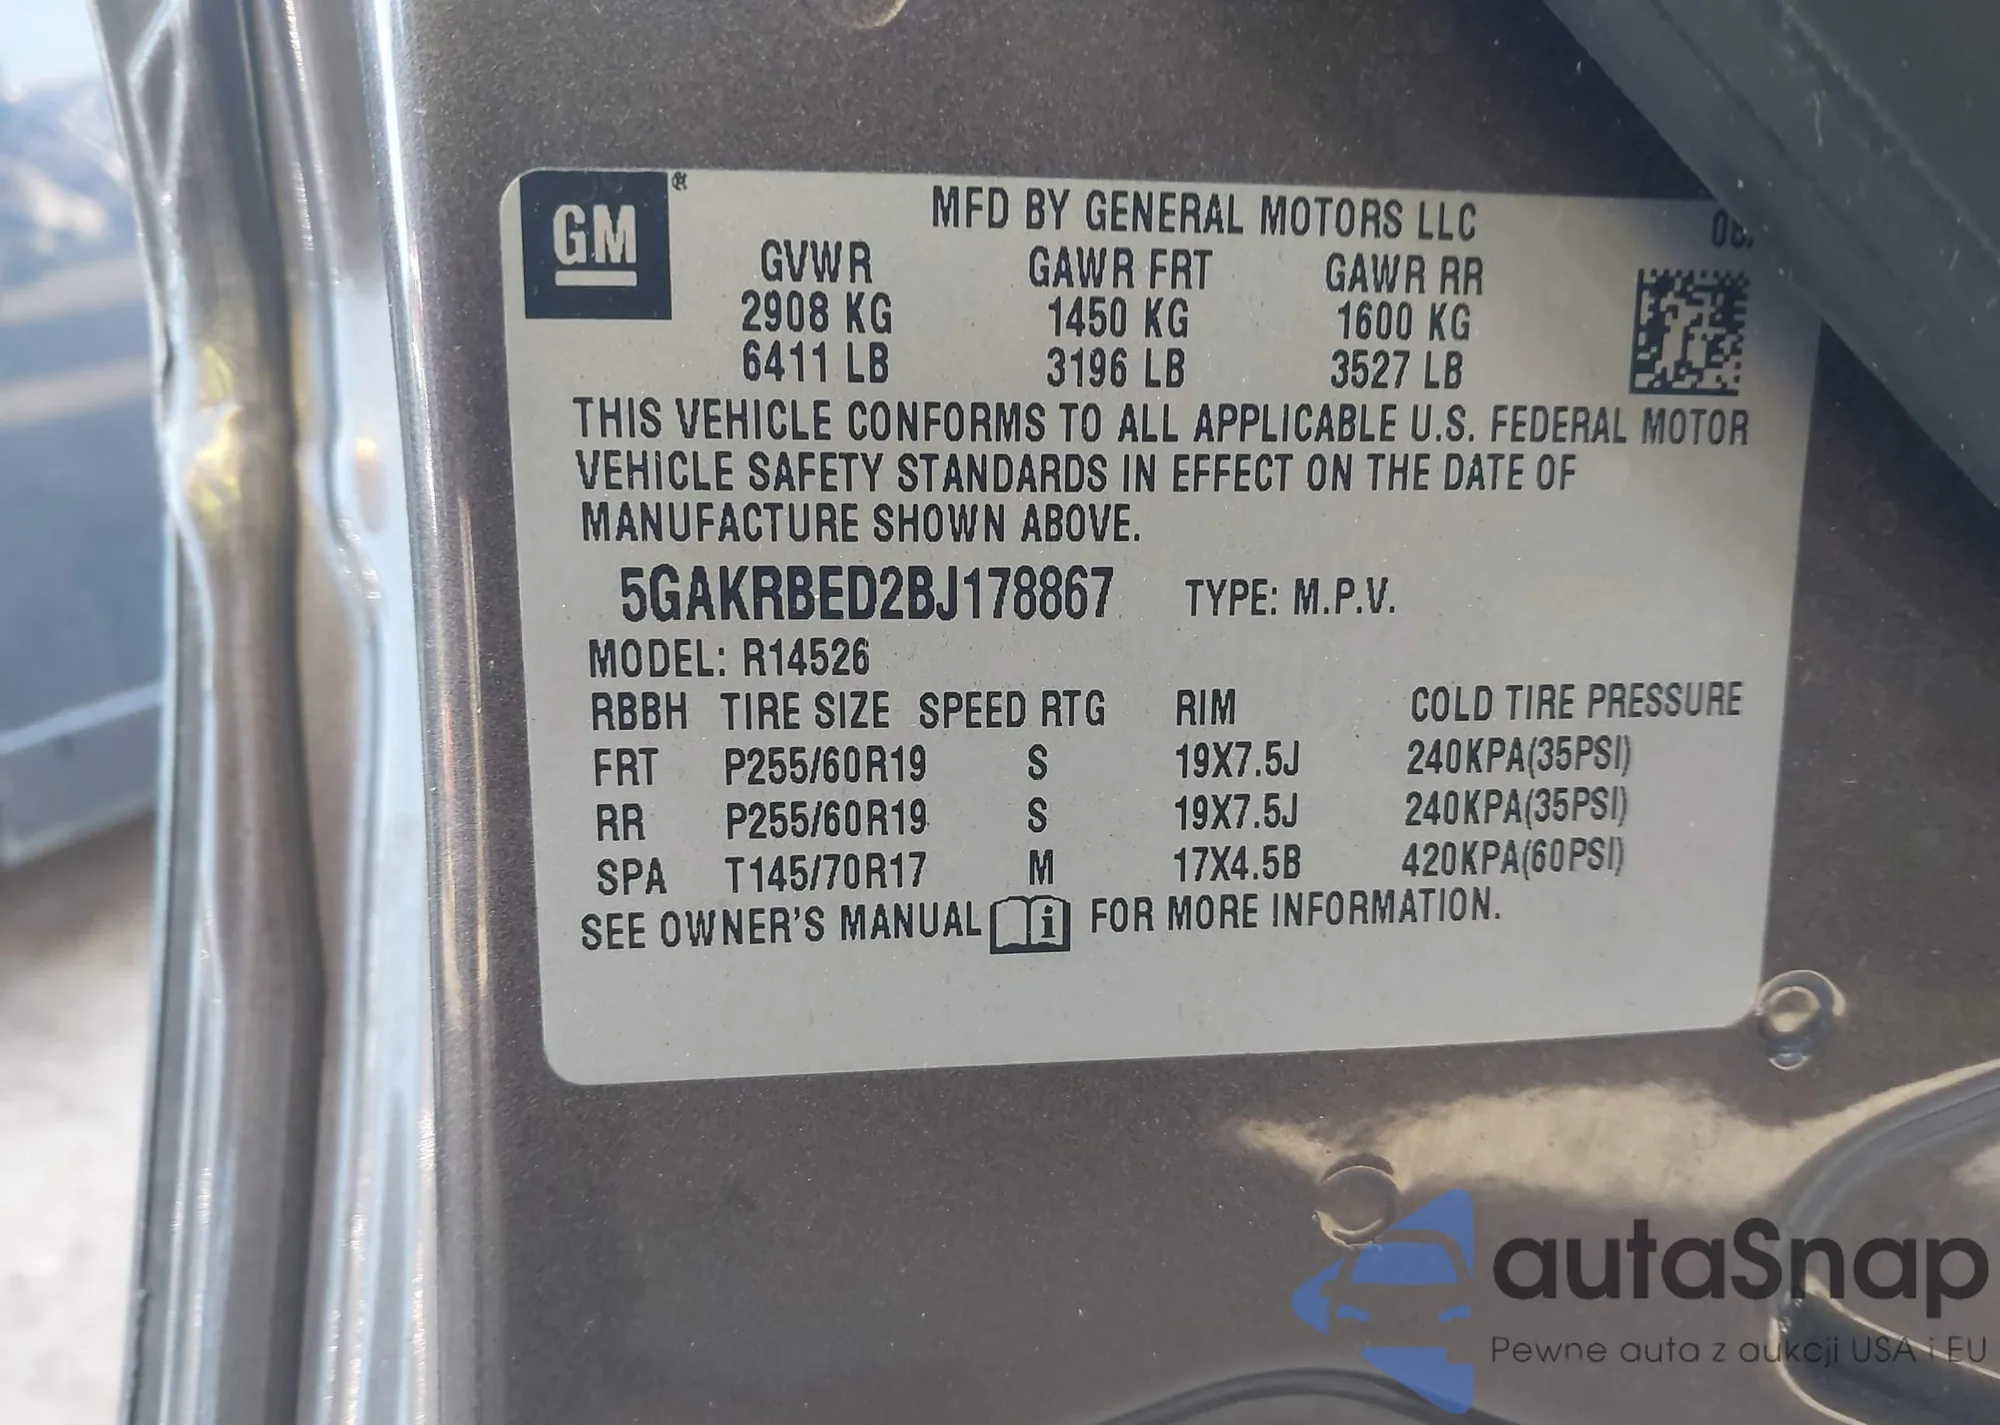 GM
MFD BY GENERAL MOTORS LLC
GVWR GAWR FRT GAWR RR
2908 KG 1450 KG 1600 KG
6411 LB 3196 LB 3527 LB
THIS VEHICLE CONFORMS TO ALL APPLICABLE U.S. FEDERAL MOTOR
VEHICLE SAFETY STANDARDS IN EFFECT ON THE DATE OF
MANUFACTURE SHOWN ABOVE.
5GAKRBED2BJ178867 TYPE: M.P.V.
MODEL: R14526
RBBH TIRE SIZE SPEED RTG RIM COLD TIRE PRESSURE
FRT P255/60R19 S 19X7.5J 240KPA(35PSI)
RR P255/60R19 S 19X7.5J 240KPA(35PSI)
SPA T145/70R17 M 17X4.5B 420KPA(60PSI)
SEE OWNER'S MANUAL i FOR MORE INFORMATION.
autaSnap
Pewne auta z aukcji USA i EU